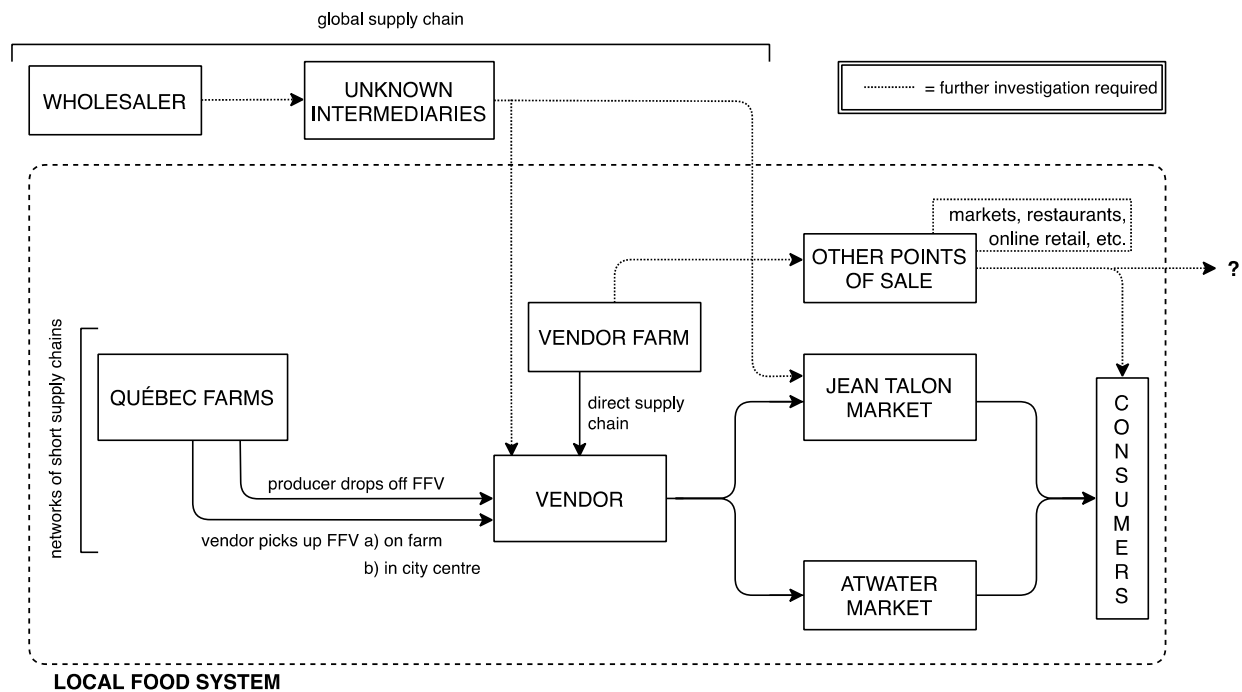 global supply chain
WHOLESALER
UNKNOWN
INTERMEDIARIES
= further investigation required
markets, restaurants,
online retail, etc.
OTHER POINTS
OF SALE
?
VENDOR FARM
networks of short supply chains
QUÉBEC FARMS
direct supply
chain
JEAN TALON
MARKET
CONSUMERS
producer drops off FFV
VENDOR
vendor picks up FFV a) on farm
b) in city centre
ATWATER
MARKET
LOCAL FOOD SYSTEM